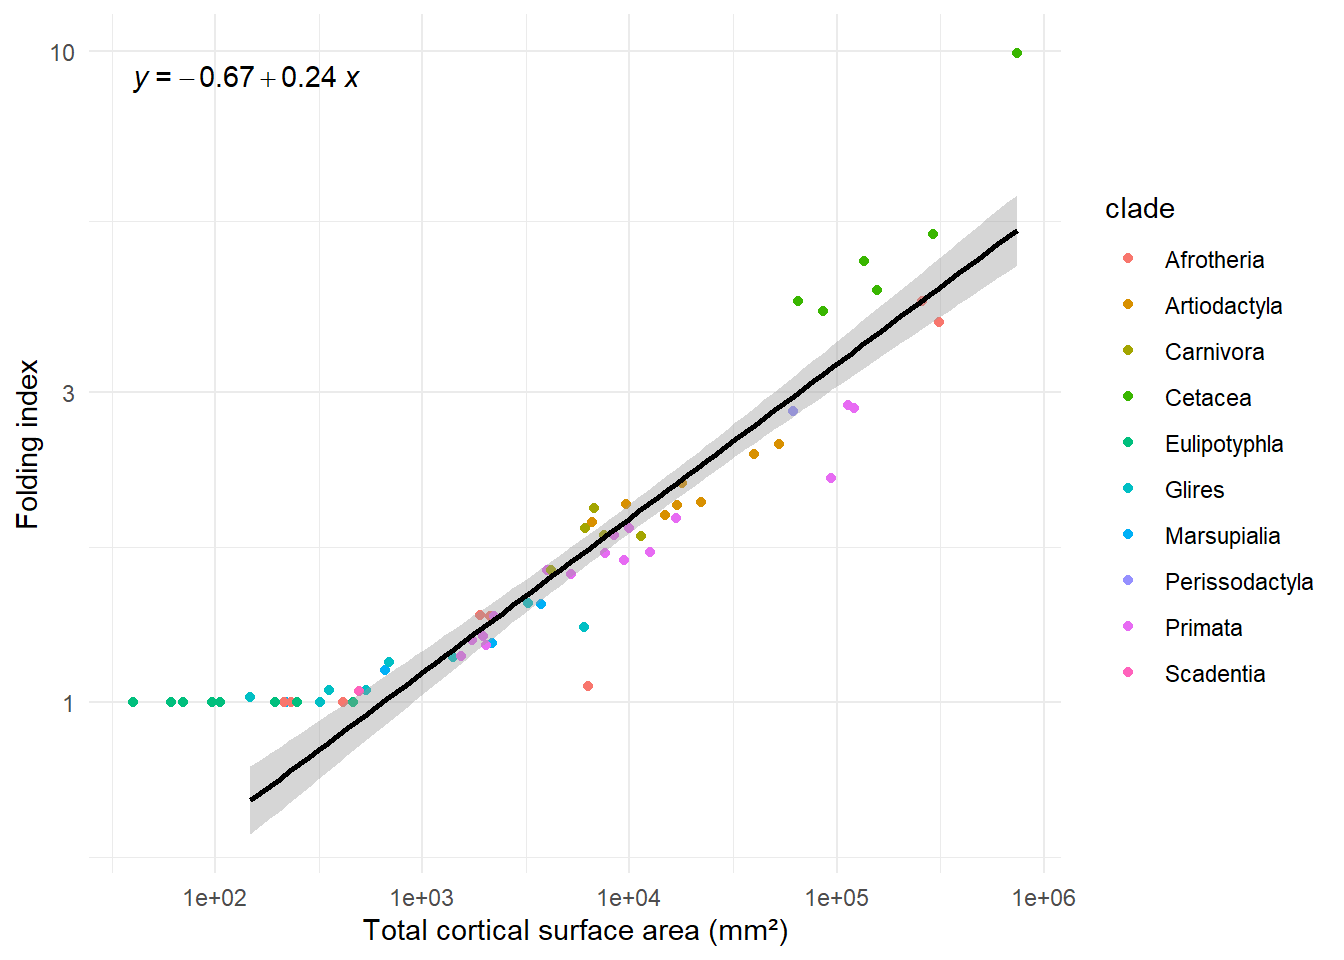 10
y = −0.67 + 0.24 x
3
1
Folding index
1e+02 1e+03 1e+04 1e+05 1e+06
Total cortical surface area (mm²)
clade
Afrotheria
Artiodactyla
Carnivora
Cetacea
Eulipotyphla
Glires
Marsupialia
Perissodactyla
Primata
Scadentia